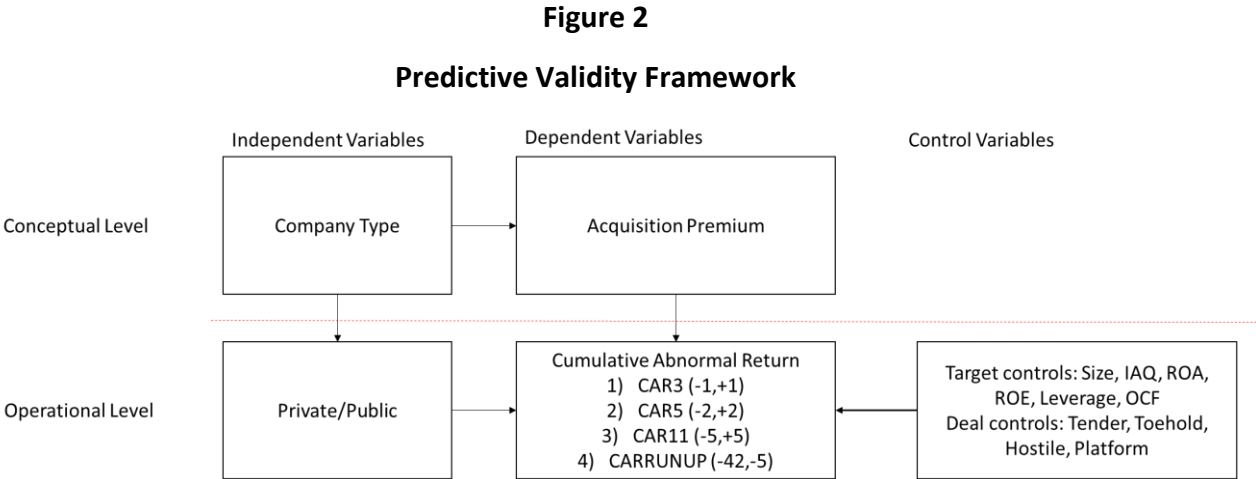 Figure 2
Predictive Validity Framework
Independent Variables
Dependent Variables
Control Variables
Conceptual Level
Company Type
Acquisition Premium
Operational Level
Private/Public
Cumulative Abnormal Return
1) CAR3 (-1,+1)
2) CAR5 (-2,+2)
3) CAR11 (-5,+5)
4) CARRUNUP (-42,-5)
Target controls: Size, IAQ, ROA,
ROE, Leverage, OCF
Deal controls: Tender, Toehold,
Hostile, Platform